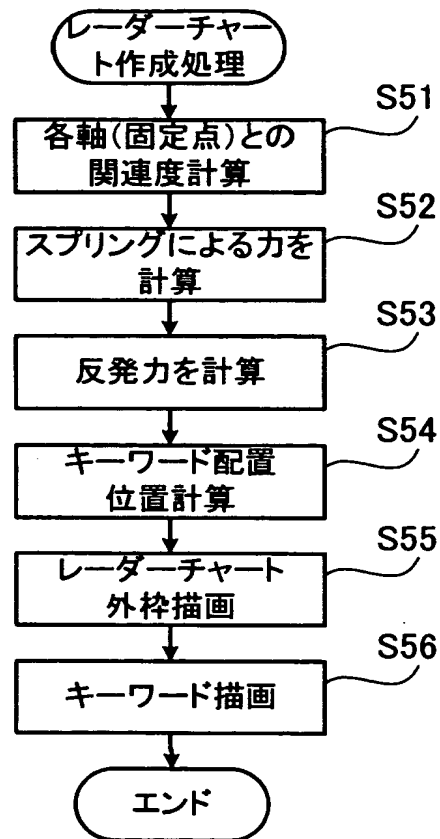 レーダーチャー
ト作成処理
S51
各軸(固定点)との
関連度計算
S52
スプリングによる力を
計算
S53
反発力を計算
S54
キーワード配置
位置計算
S55
レーダーチャート
外枠描画
S56
キーワード描画
エンド